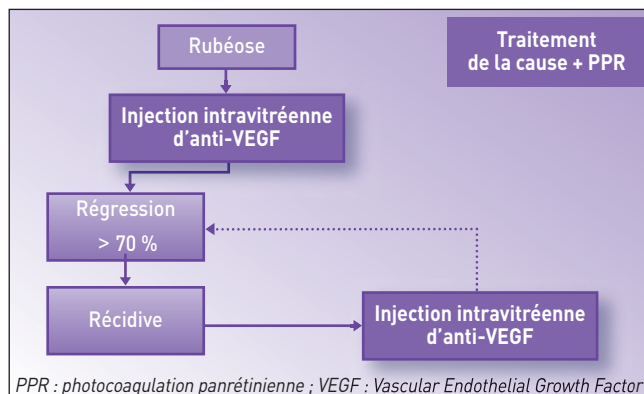 Rubéose
Traitement
de la cause + PPR
Injection intravitréenne
d'anti-VEGF
Régression
> 70 %
Récidive
Injection intravitréenne
d'anti-VEGF
PPR : photocoagulation panrétinienne ; VEGF : Vascular Endothelial Growth Factor